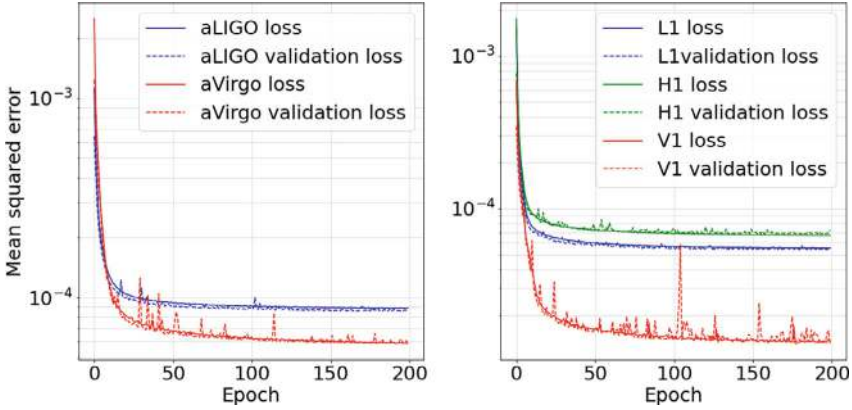 Mean squared error
10⁻³
10⁻⁴
aLIGO loss
aLIGO validation loss
aVirgo loss
aVirgo validation loss
0 50 100 150 200
Epoch
10⁻³
10⁻⁴
L1 loss
L1validation loss
H1 loss
H1 validation loss
V1 loss
V1 validation loss
0 50 100 150 200
Epoch